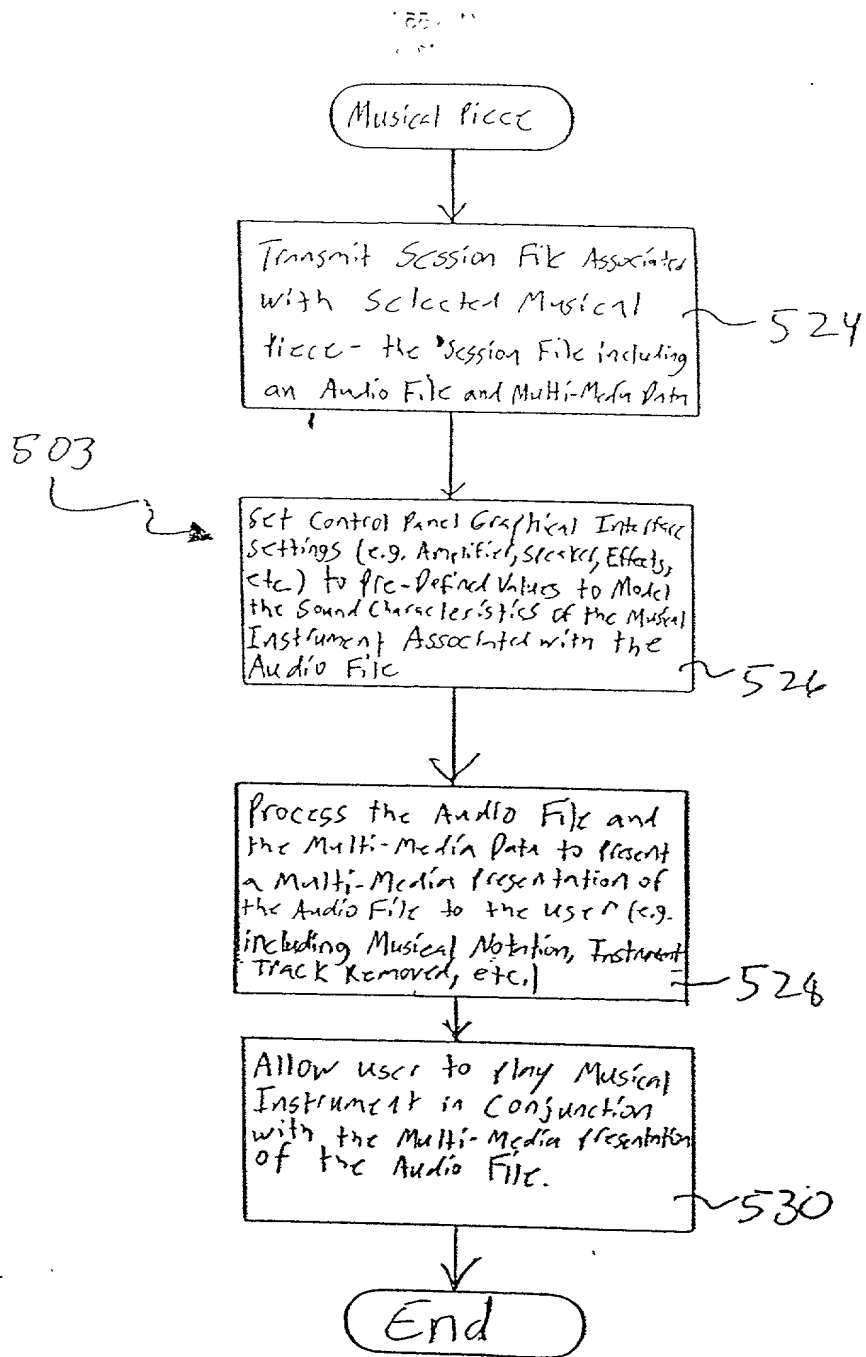 Musical Piece
Transmit Session File Associated
with Selected Musical
Piece - the Session File including
an Audio File and Multi-Media Data
524
503
Set Control Panel Graphical Interface
Settings (e.g. Amplifier, Speaker, Effects,
etc.) to Pre-Defined Values to Model
the Sound Characteristics of the Musical
Instrument Associated with the
Audio File
526
Process the Audio File and
the Multi-Media Data to Present
a Multi-Media Presentation of
the Audio File to the user (e.g.
including Musical Notation, Instrument
Track Removed, etc.)
528
Allow user to play Musical
Instrument in Conjunction
with the Multi-Media Presentation
of the Audio File.
530
End